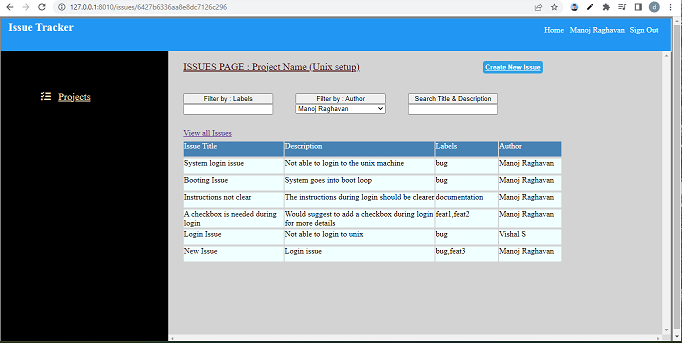 127.0.0.1:8010/issues/6427b6336aa8e8dc7126c296
d
Issue Tracker
Home Manoj Raghavan Sign Out
Projects
ISSUES PAGE : Project Name (Unix setup)
Create New Issue
Filter by : Labels
Filter by : Author
Search Title & Description
Manoj Raghavan
View all Issues
Issue Title Description Labels Author
System login issue Not able to login to the unix machine bug Manoj Raghavan
Booting Issue System goes into boot loop bug Manoj Raghavan
Instructions not clear The instructions during login should be clearer documentation Manoj Raghavan
A checkbox is needed during Would suggest to add a checkbox during login feat1,feat2 Manoj Raghavan
login for more details
Login Issue Not able to login to unix bug Vishal S
New Issue Login issue bug,feat3 Manoj Raghavan